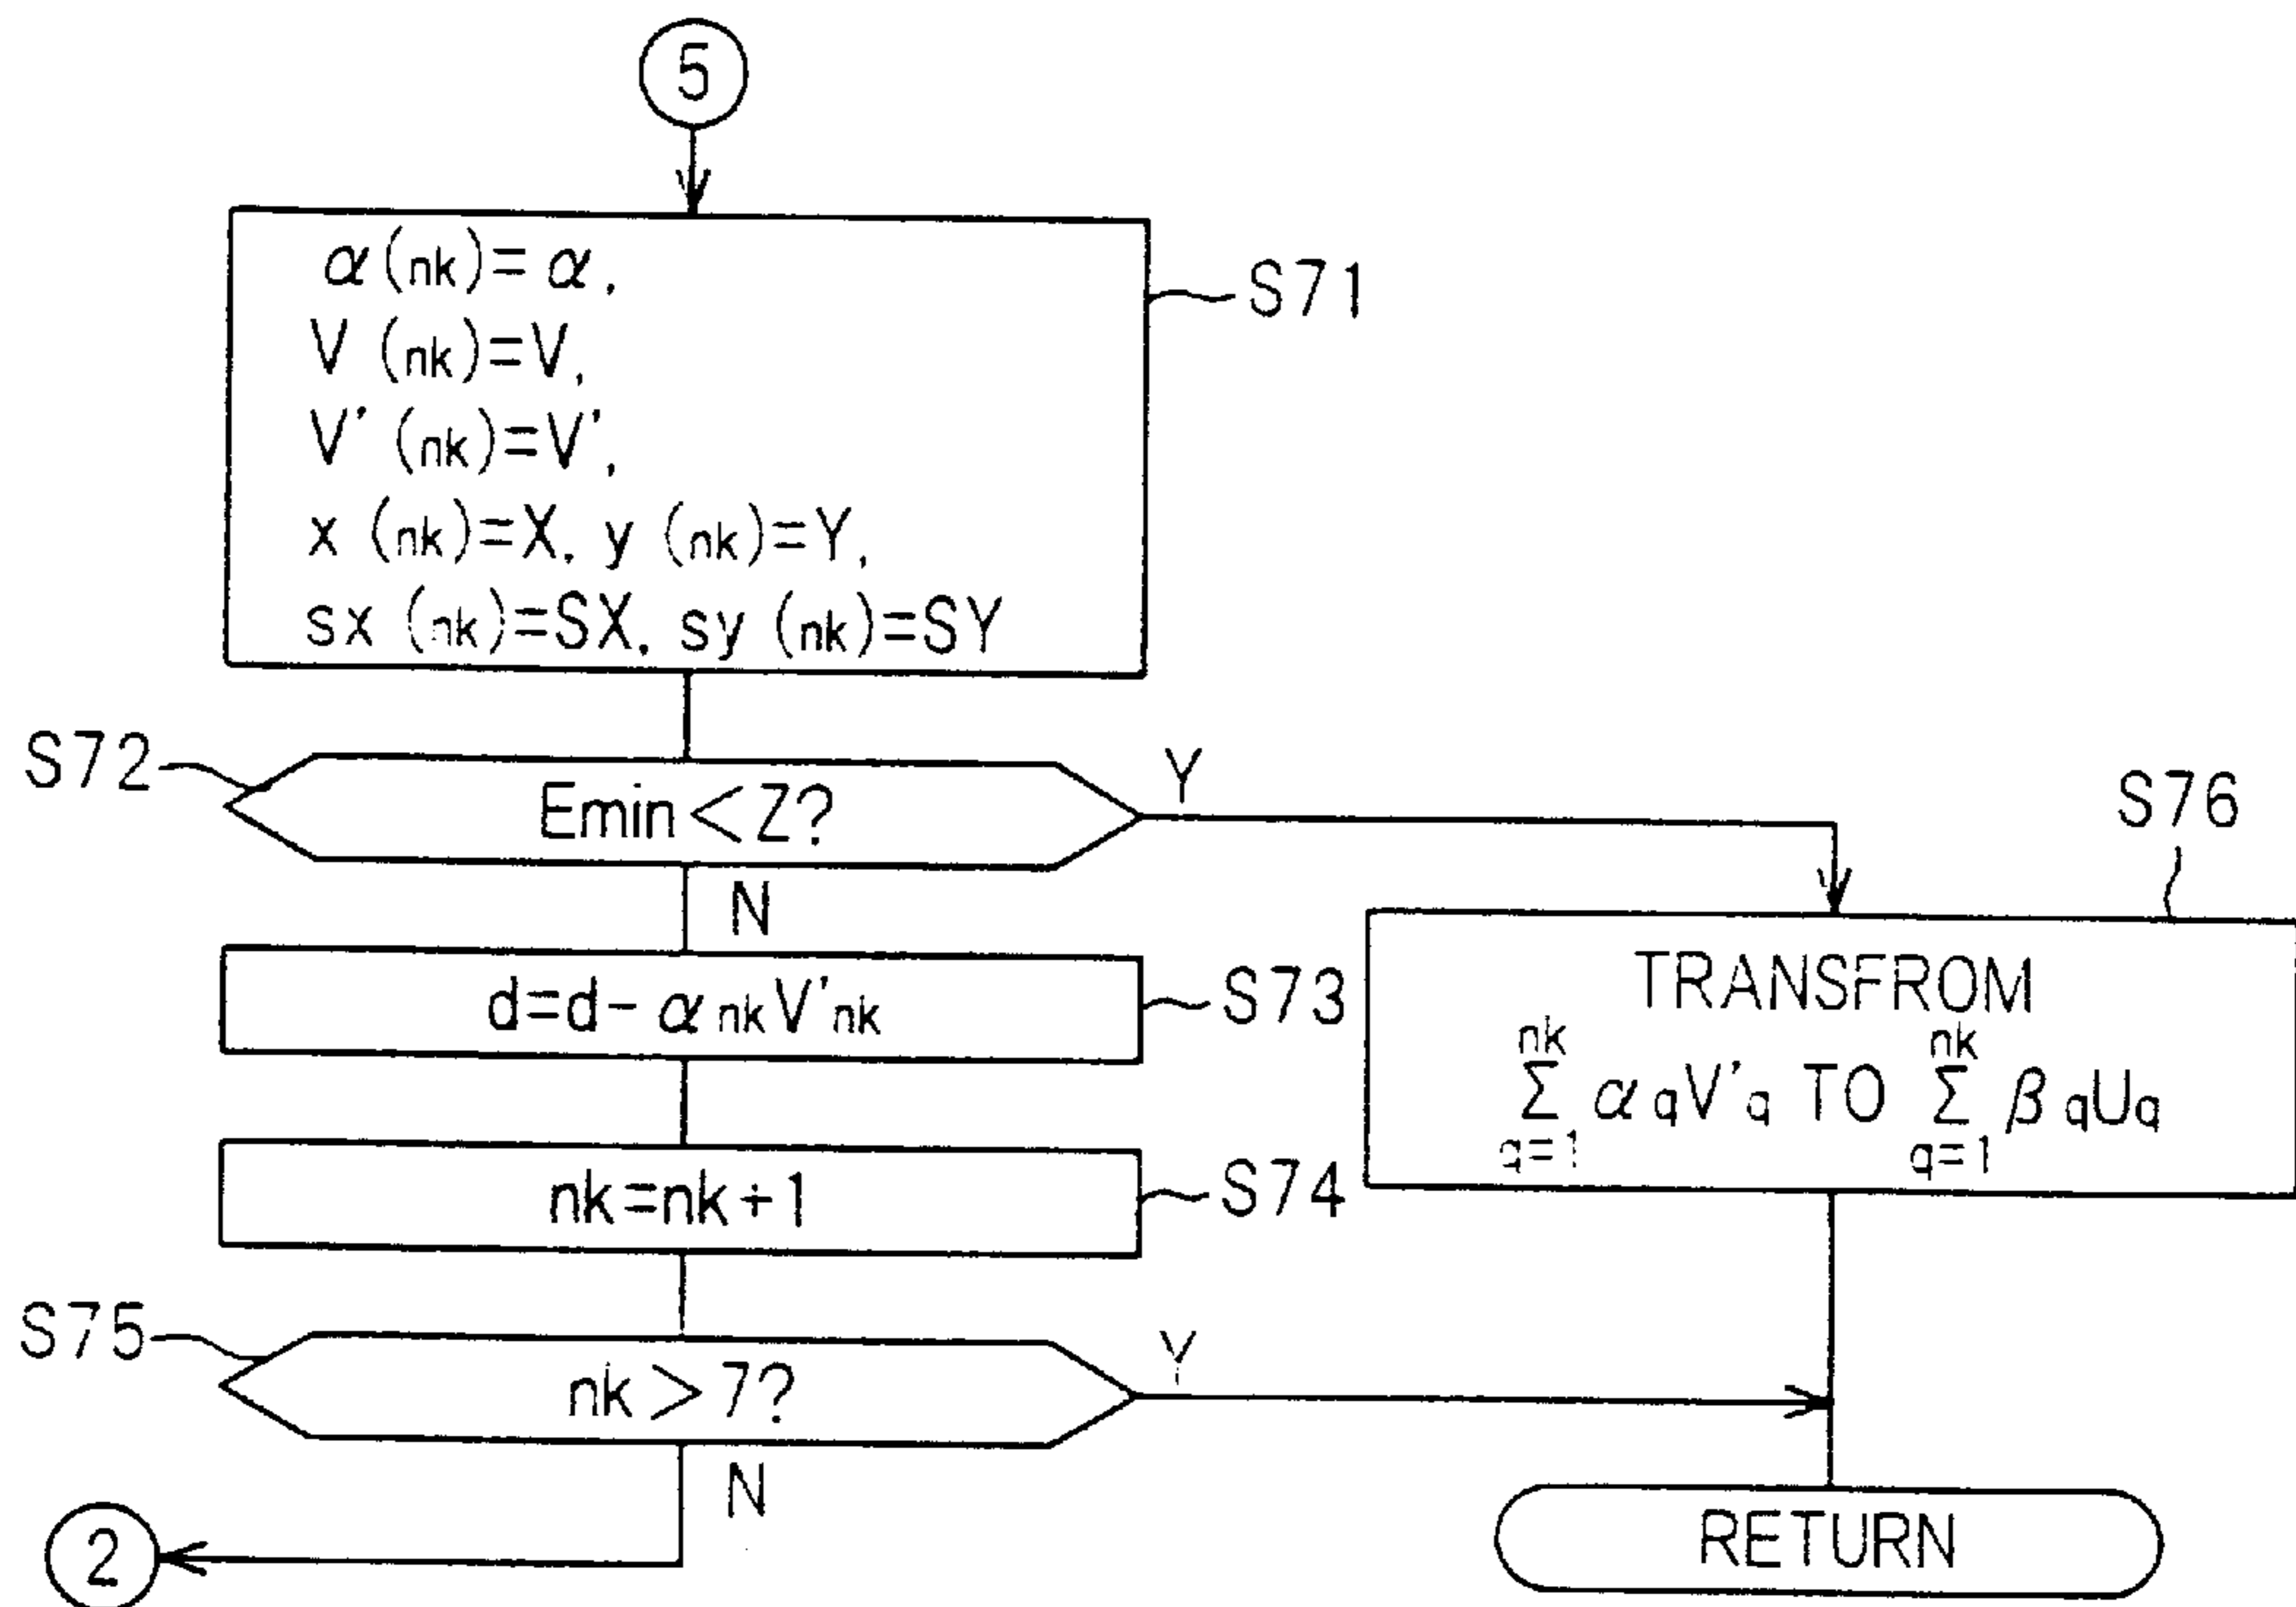 5
α(nk)=α,
V (nk)=V,
V' (nk)=V',
x (nk)=X, y (nk)=Y,
sx (nk)=SX, sy (nk)=SY
S71
S72
Emin<Z?
Y
N
d=d-αnkV'nk
S73
nk=nk+1
S74
S75
nk>7?
Y
N
2
S76
TRANSFROM
nk nk
Σ αqV'q TO Σ βqUq
q=1 q=1
RETURN